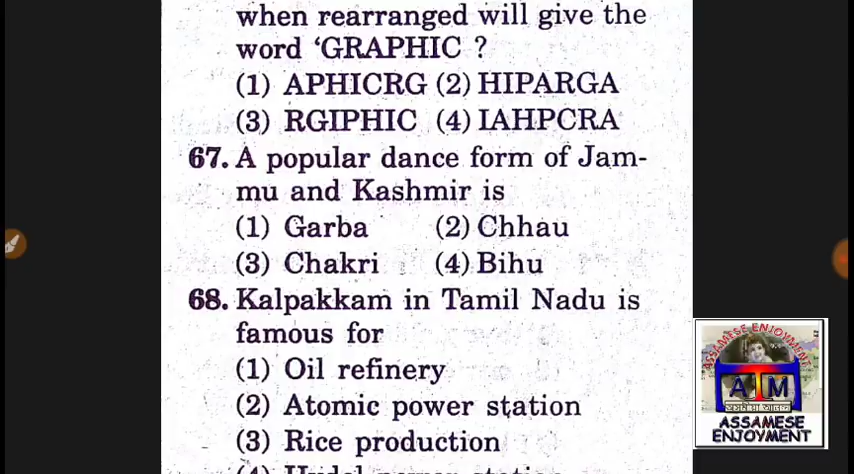 when rearranged will give the
word ‘GRAPHIC ?
(1) APHICRG (2) HIPARGA
(3) RGIPHIC (4) IAHPCRA
67. A popular dance form of Jam-
mu and Kashmir is
(1) Garba (2) Chhau
(3) Chakri (4) Bihu
68. Kalpakkam in Tamil Nadu is
famous for
(1) Oil refinery
(2) Atomic power station
(3) Rice production
ASSAMESE ENJOYMENT
ATM
ASSAMESE
ENJOYMENT